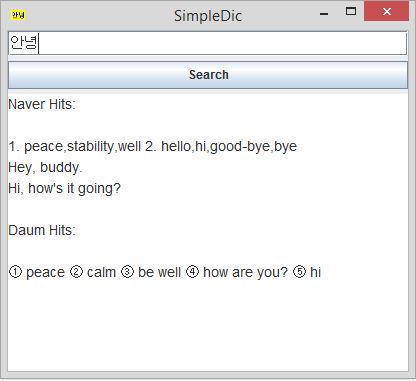 안녕 SimpleDic
안녕
Search
Naver Hits:
1. peace,stability,well 2. hello,hi,good-bye,bye
Hey, buddy.
Hi, how's it going?
Daum Hits:
① peace ② calm ③ be well ④ how are you? ⑤ hi